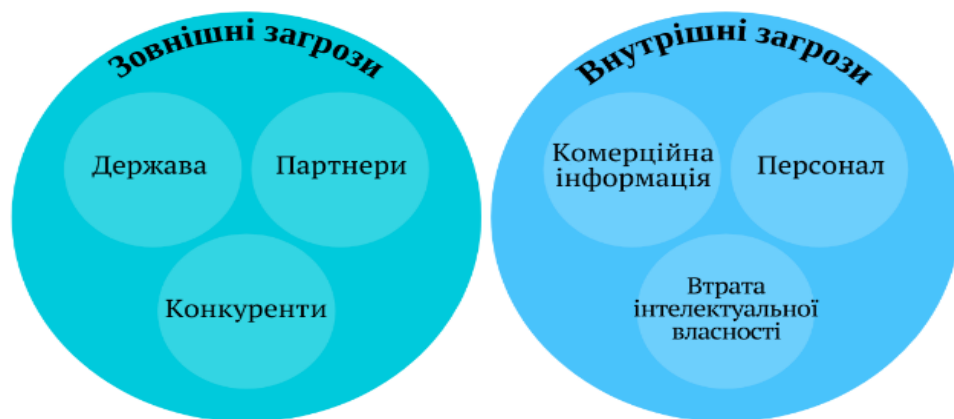 Зовнішні загрози
Держава
Партнери
Конкуренти
Внутрішні загрози
Комерційна
інформація
Персонал
Втрата
інтелектуальної
власності